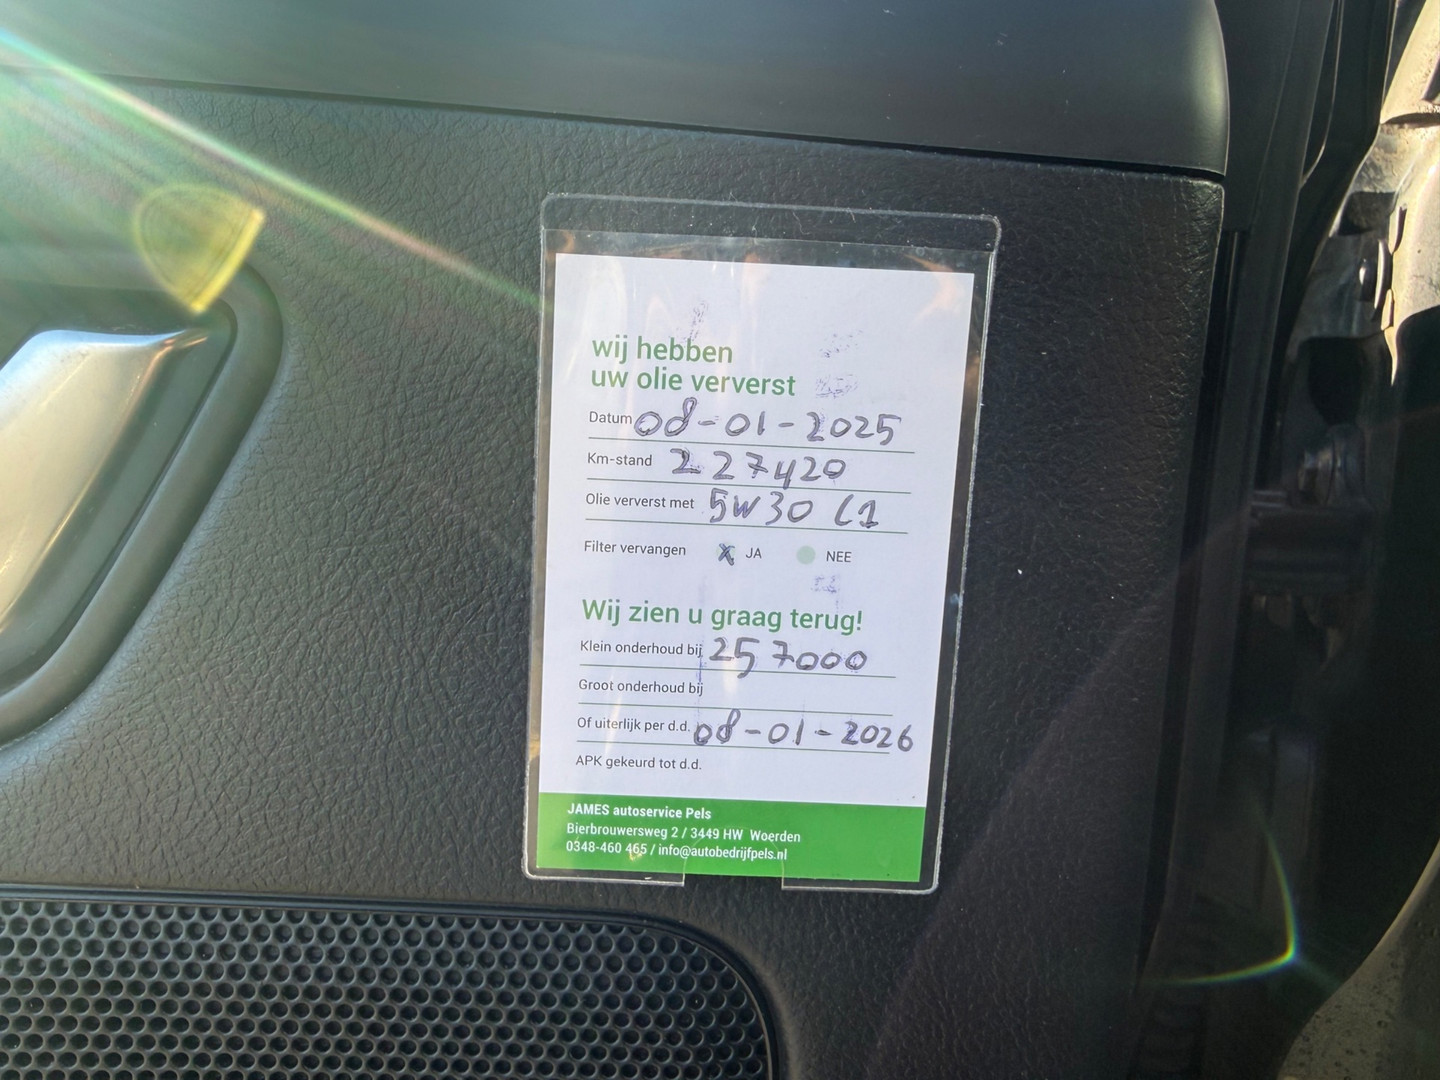 wij hebben
uw olie ververst
Datum 08-01-2025
Km-stand 227420
Olie ververst met 5W30 C1
Filter vervangen X JA NEE
Wij zien u graag terug!
Klein onderhoud bij 257000
Groot onderhoud bij
Of uiterlijk per d.d. 08-01-2026
APK gekeurd tot d.d.
JAMES autoservice Pels
Bierbrouwersweg 2 / 3449 HW Woerden
0348-460 465 / info@autobedrijfpels.nl